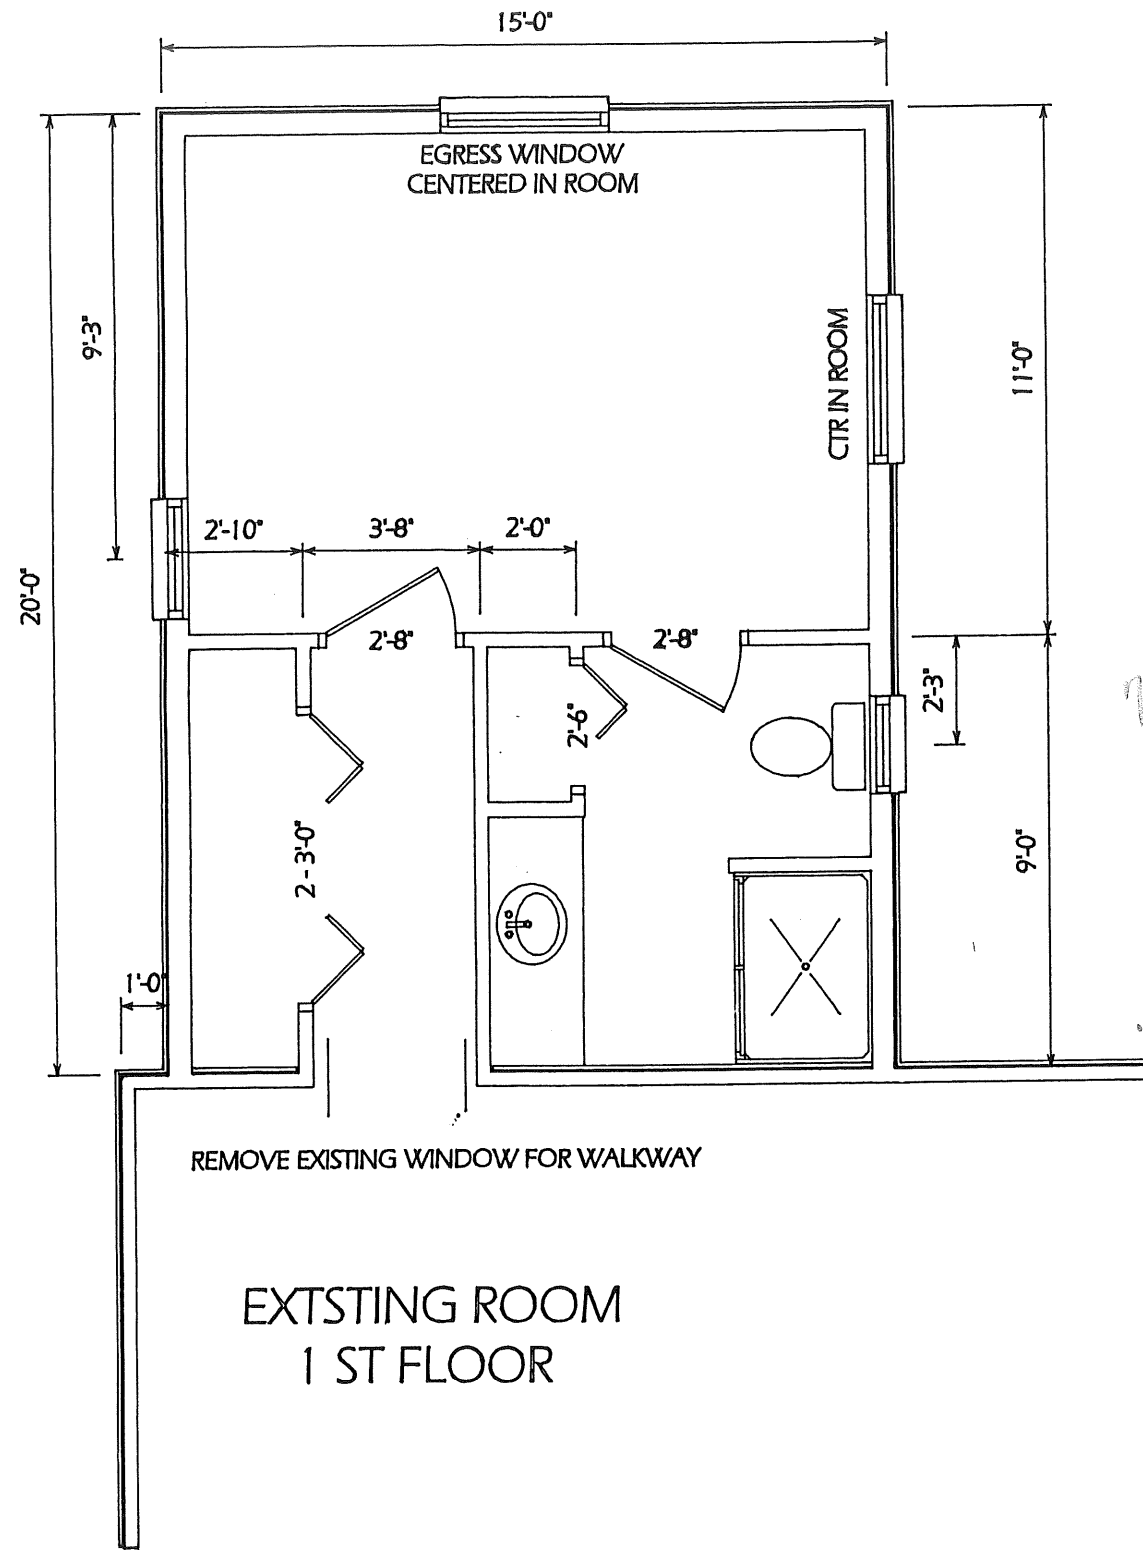 15'-0"
EGRESS WINDOW
CENTERED IN ROOM
9'-3"
CTR IN ROOM
11'-0"
20'-0"
2'-10"
3'-8"
2'-0"
2'-8"
2'-8"
2'-3"
2'-6"
2 - 3'-0"
9'-0"
1'-0"
REMOVE EXISTING WINDOW FOR WALKWAY
EXTSTING ROOM
1 ST FLOOR